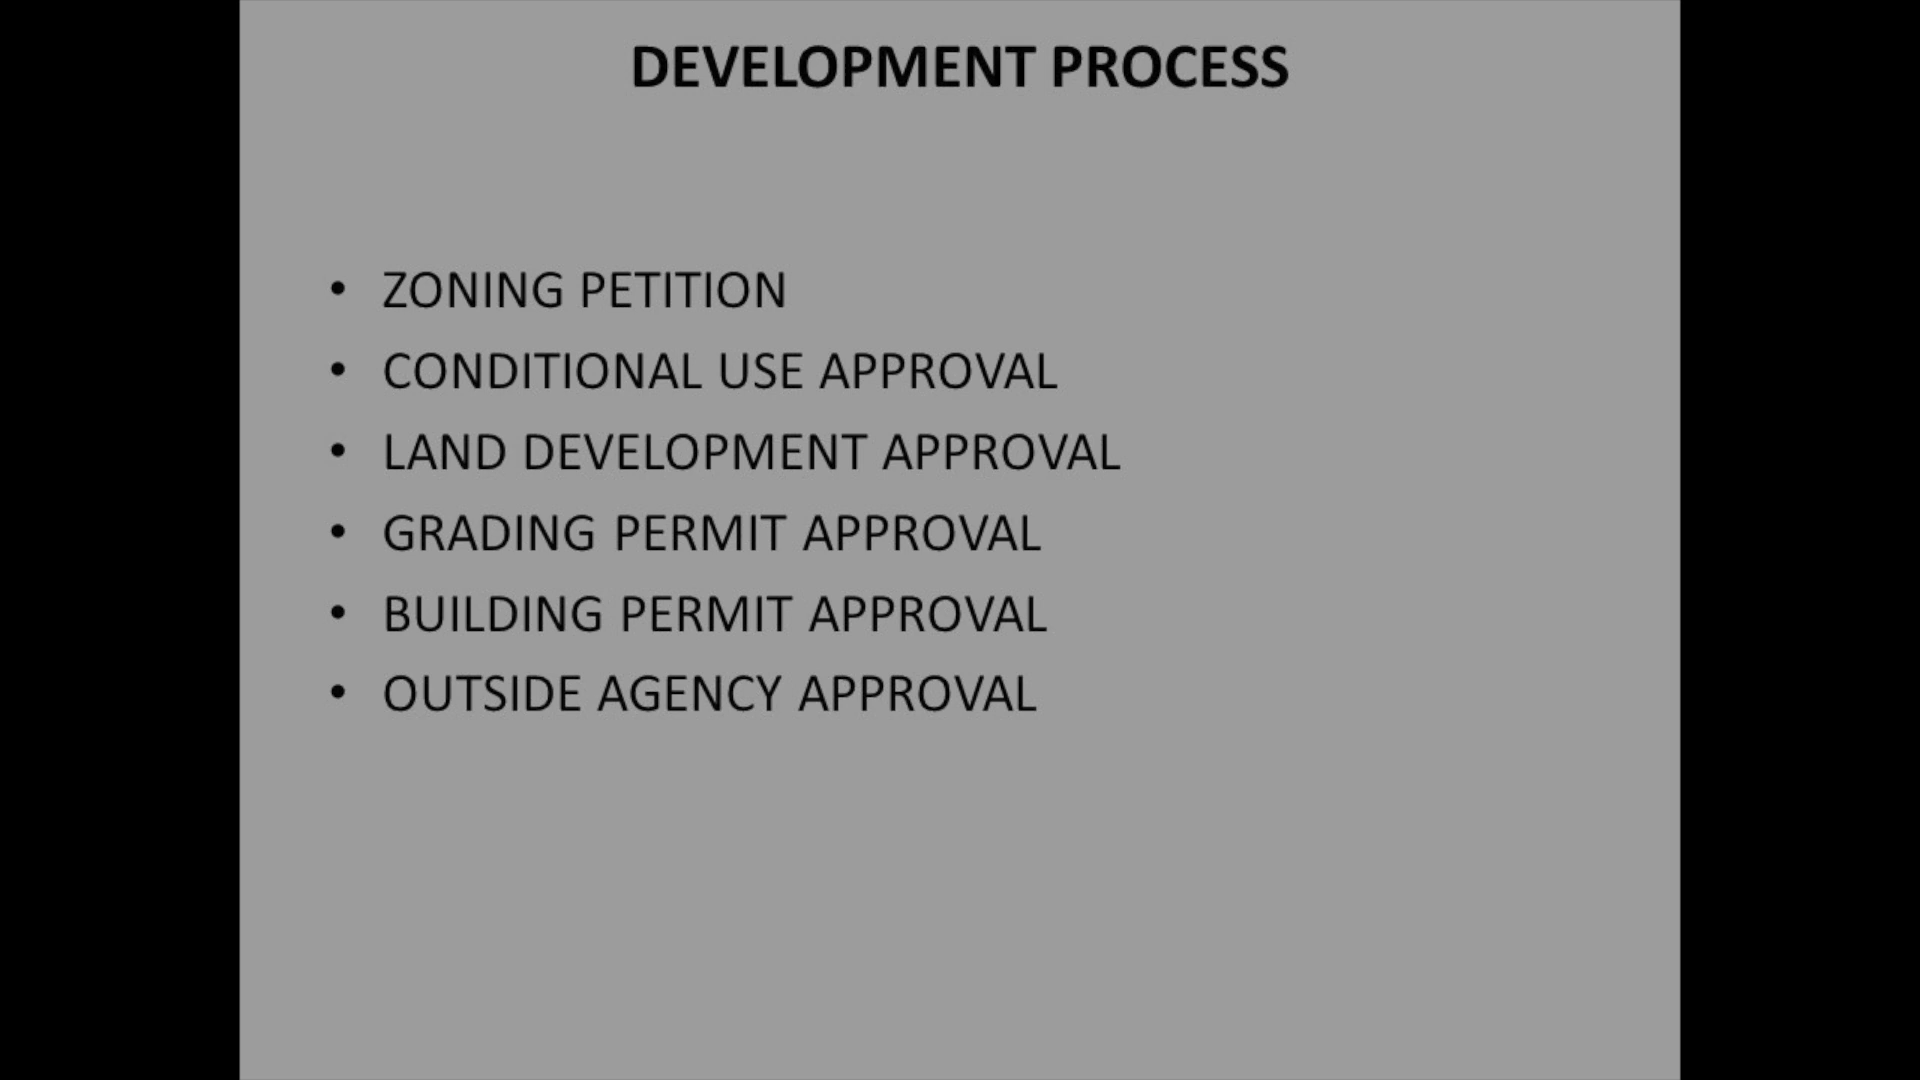 DEVELOPMENT PROCESS
• ZONING PETITION
• CONDITIONAL USE APPROVAL
• LAND DEVELOPMENT APPROVAL
• GRADING PERMIT APPROVAL
• BUILDING PERMIT APPROVAL
• OUTSIDE AGENCY APPROVAL